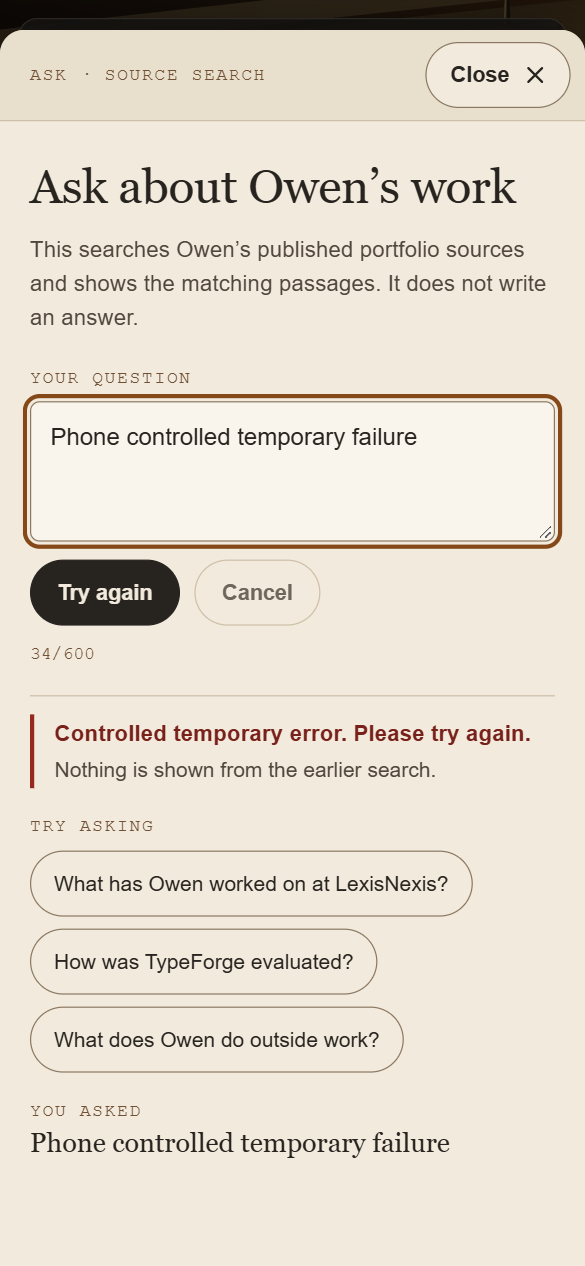 ASK · SOURCE SEARCH
Close
Ask about Owen’s work
This searches Owen’s published portfolio sources
and shows the matching passages. It does not write
an answer.
YOUR QUESTION
Phone controlled temporary failure
Try again
Cancel
34/600
Controlled temporary error. Please try again.
Nothing is shown from the earlier search.
TRY ASKING
What has Owen worked on at LexisNexis?
How was TypeForge evaluated?
What does Owen do outside work?
YOU ASKED
Phone controlled temporary failure